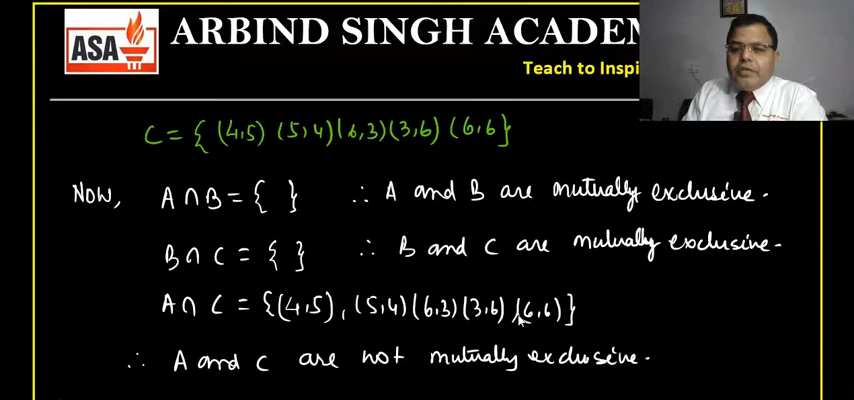 ASA
ARBIND SINGH ACADEM
Teach to Inspi
C = { (4,5) (5,4) (6,3) (3,6) (6,6) }
Now, A ∩ B = { } ∴ A and B are mutually exclusive.
B ∩ C = { } ∴ B and C are mutually exclusive.
A ∩ C = {(4,5), (5,4) (6,3) (3,6) (6,6)}
∴ A and C are not mutually exclusive.